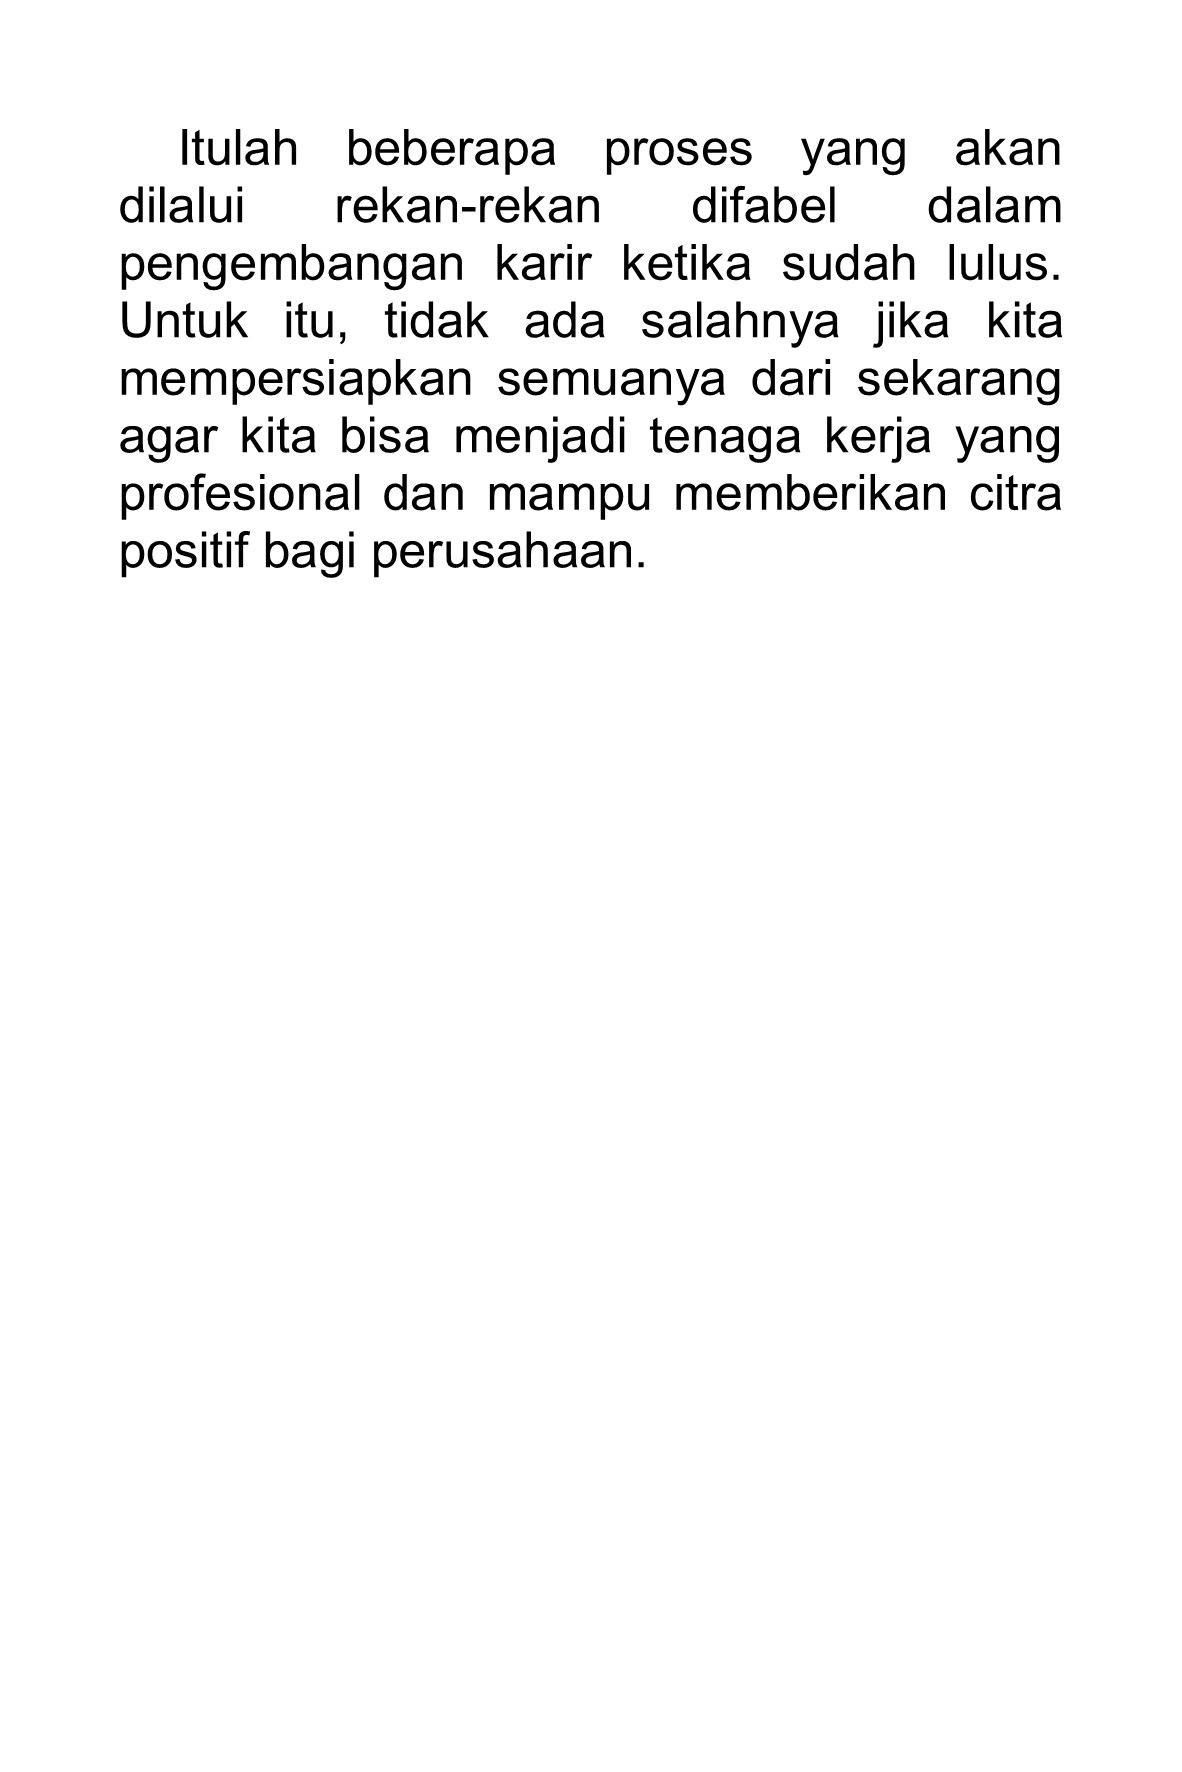 Itulah beberapa proses yang akan
dilalui rekan-rekan difabel dalam
pengembangan karir ketika sudah lulus.
Untuk itu, tidak ada salahnya jika kita
mempersiapkan semuanya dari sekarang
agar kita bisa menjadi tenaga kerja yang
profesional dan mampu memberikan citra
positif bagi perusahaan.